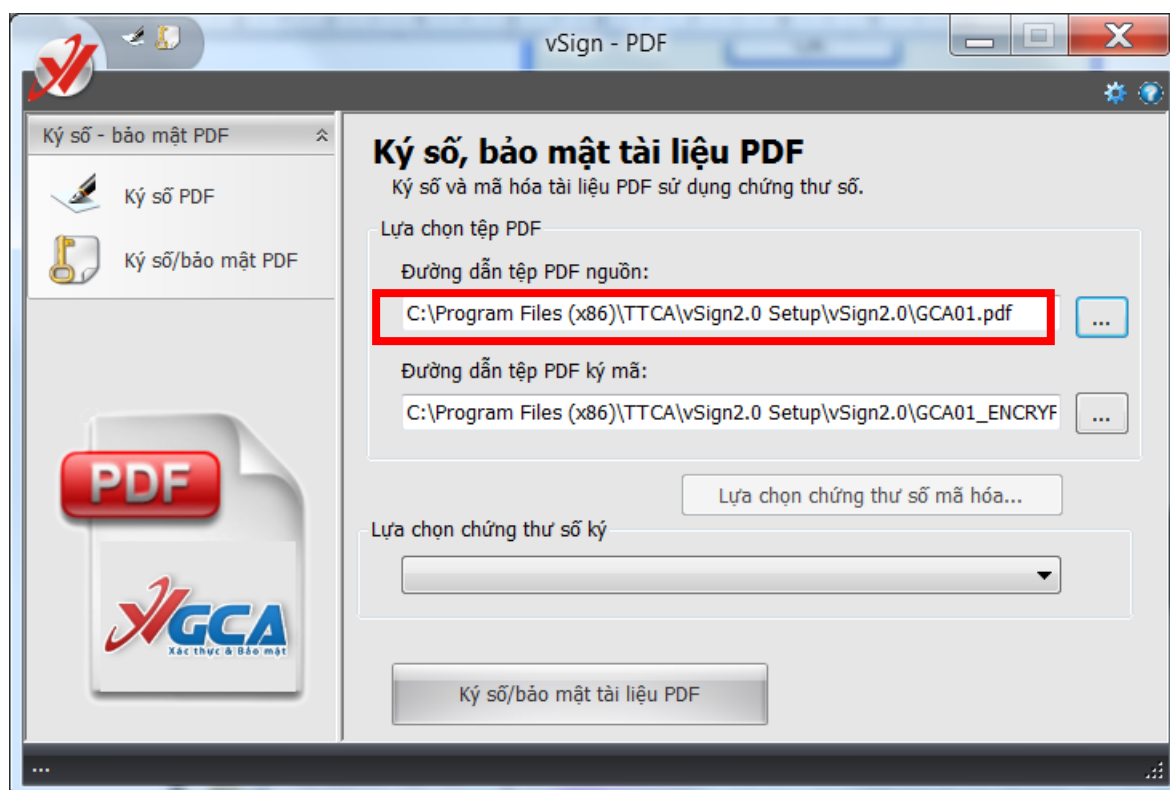 vSign - PDF
Ký số - bảo mật PDF
Ký số PDF
Ký số/bảo mật PDF
PDF
GCA
Xác thực & Bảo mật
Ký số, bảo mật tài liệu PDF
Ký số và mã hóa tài liệu PDF sử dụng chứng thư số.
Lựa chọn tệp PDF
Đường dẫn tệp PDF nguồn:
C:\Program Files (x86)\TTCA\vSign2.0 Setup\vSign2.0\GCA01.pdf
...
Đường dẫn tệp PDF ký mã:
C:\Program Files (x86)\TTCA\vSign2.0 Setup\vSign2.0\GCA01_ENCRYF
...
Lựa chọn chứng thư số mã hóa...
Lựa chọn chứng thư số ký
Ký số/bảo mật tài liệu PDF
...